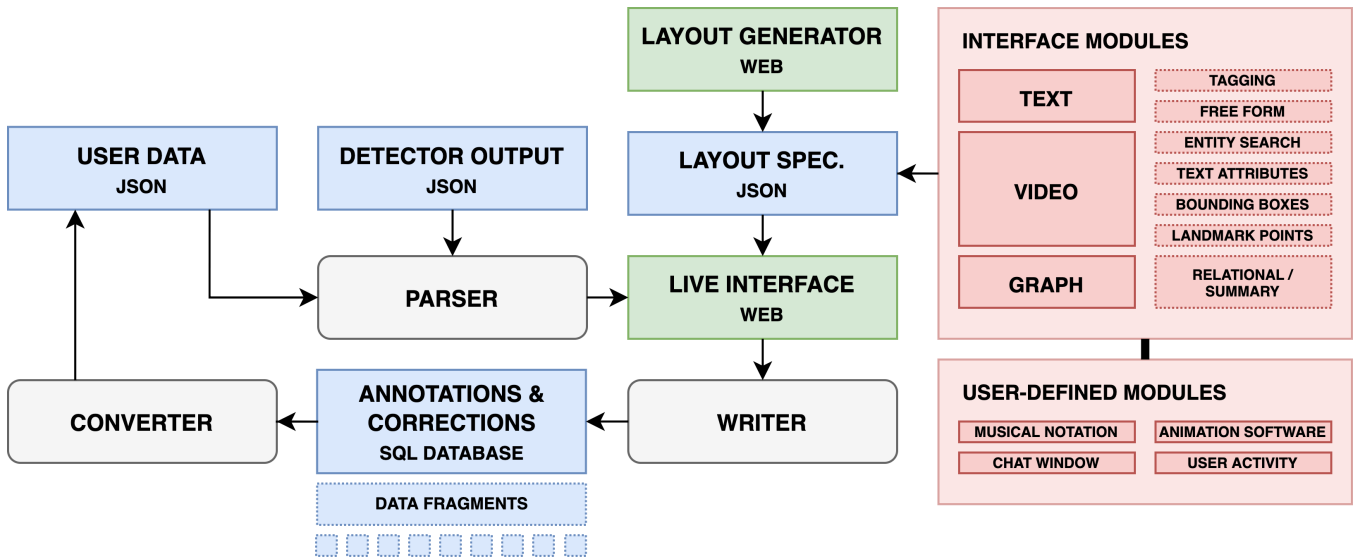 LAYOUT GENERATOR
WEB
USER DATA
JSON
DETECTOR OUTPUT
JSON
LAYOUT SPEC.
JSON
PARSER
LIVE INTERFACE
WEB
CONVERTER
ANNOTATIONS &
CORRECTIONS
SQL DATABASE
WRITER
DATA FRAGMENTS
INTERFACE MODULES
TEXT
VIDEO
GRAPH
TAGGING
FREE FORM
ENTITY SEARCH
TEXT ATTRIBUTES
BOUNDING BOXES
LANDMARK POINTS
RELATIONAL /
SUMMARY
USER-DEFINED MODULES
MUSICAL NOTATION
ANIMATION SOFTWARE
CHAT WINDOW
USER ACTIVITY